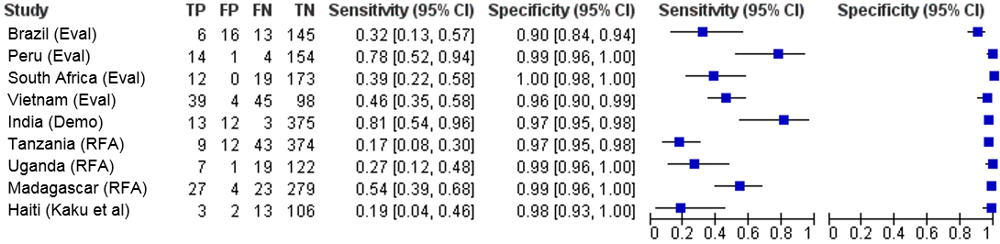 Study TP FP FN TN Sensitivity (95% CI) Specificity (95% CI) Sensitivity (95% CI) Specificity (95% CI)
Brazil (Eval) 6 16 13 145 0.32 [0.13, 0.57] 0.90 [0.84, 0.94]
Peru (Eval) 14 1 4 154 0.78 [0.52, 0.94] 0.99 [0.96, 1.00]
South Africa (Eval) 12 0 19 173 0.39 [0.22, 0.58] 1.00 [0.98, 1.00]
Vietnam (Eval) 39 4 45 98 0.46 [0.35, 0.58] 0.96 [0.90, 0.99]
India (Demo) 13 12 3 375 0.81 [0.54, 0.96] 0.97 [0.95, 0.98]
Tanzania (RFA) 9 12 43 374 0.17 [0.08, 0.30] 0.97 [0.95, 0.98]
Uganda (RFA) 7 1 19 122 0.27 [0.12, 0.48] 0.99 [0.96, 1.00]
Madagascar (RFA) 27 4 23 279 0.54 [0.39, 0.68] 0.99 [0.96, 1.00]
Haiti (Kaku et al) 3 2 13 106 0.19 [0.04, 0.46] 0.98 [0.93, 1.00]
0 0.2 0.4 0.6 0.8 1 0 0.2 0.4 0.6 0.8 1